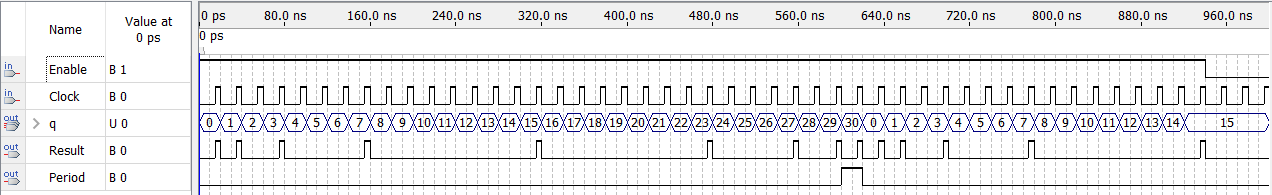 Name Value at 0 ps 0 ps 80.0 ns 160.0 ns 240.0 ns 320.0 ns 400.0 ns 480.0 ns 560.0 ns 640.0 ns 720.0 ns 800.0 ns 880.0 ns 960.0 ns
0 ps
in Enable B 1
in Clock B 0
out > q U 0 0 1 2 3 4 5 6 7 8 9 10 11 12 13 14 15 16 17 18 19 20 21 22 23 24 25 26 27 28 29 30 0 1 2 3 4 5 6 7 8 9 10 11 12 13 14 15
out Result B 0
out Period B 0